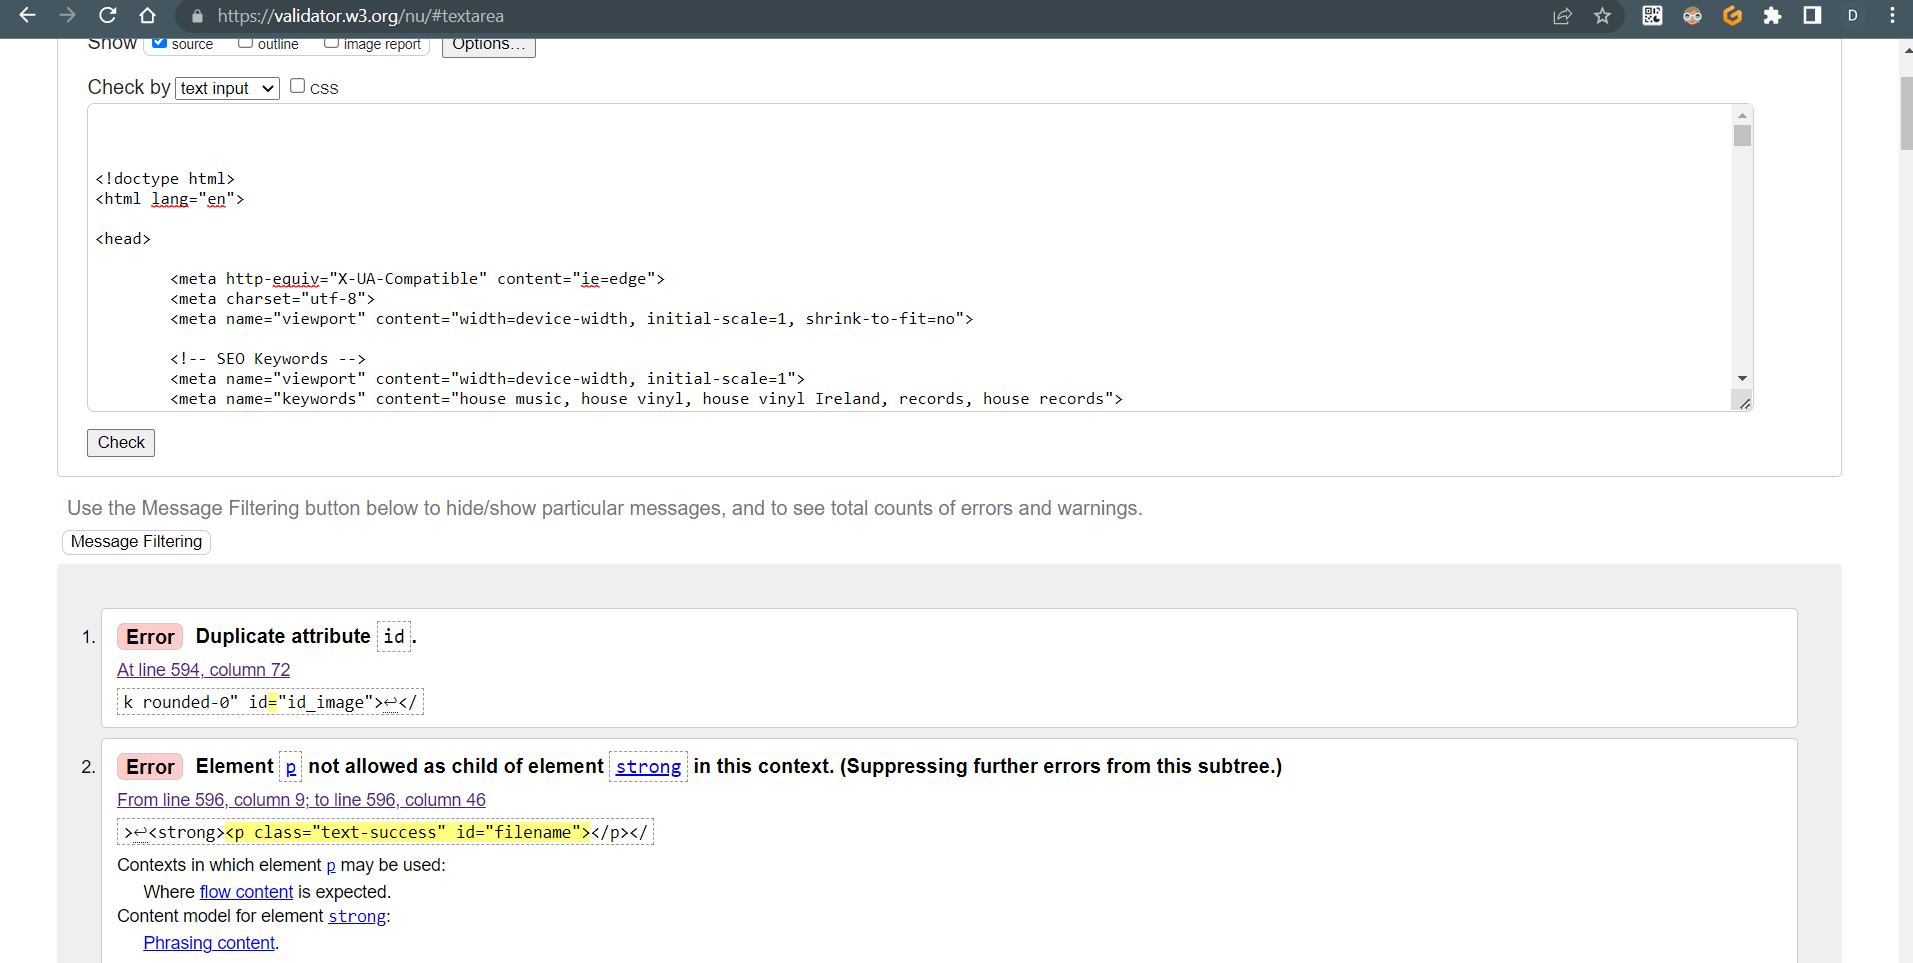 https://validator.w3.org/nu/#textarea
D
Show source outline image report Options...
Check by text input CSS
<!doctype html>
<html lang="en">
<head>
<meta http-equiv="X-UA-Compatible" content="ie=edge">
<meta charset="utf-8">
<meta name="viewport" content="width=device-width, initial-scale=1, shrink-to-fit=no">
<!-- SEO Keywords -->
<meta name="viewport" content="width=device-width, initial-scale=1">
<meta name="keywords" content="house music, house vinyl, house vinyl Ireland, records, house records">
Check
Use the Message Filtering button below to hide/show particular messages, and to see total counts of errors and warnings.
Message Filtering
1. Error Duplicate attribute id.
At line 594, column 72
k rounded-0" id="id_image">↩</
2. Error Element p not allowed as child of element strong in this context. (Suppressing further errors from this subtree.)
From line 596, column 9; to line 596, column 46
>↩<strong><p class="text-success" id="filename"></p></
Contexts in which element p may be used:
Where flow content is expected.
Content model for element strong:
Phrasing content.